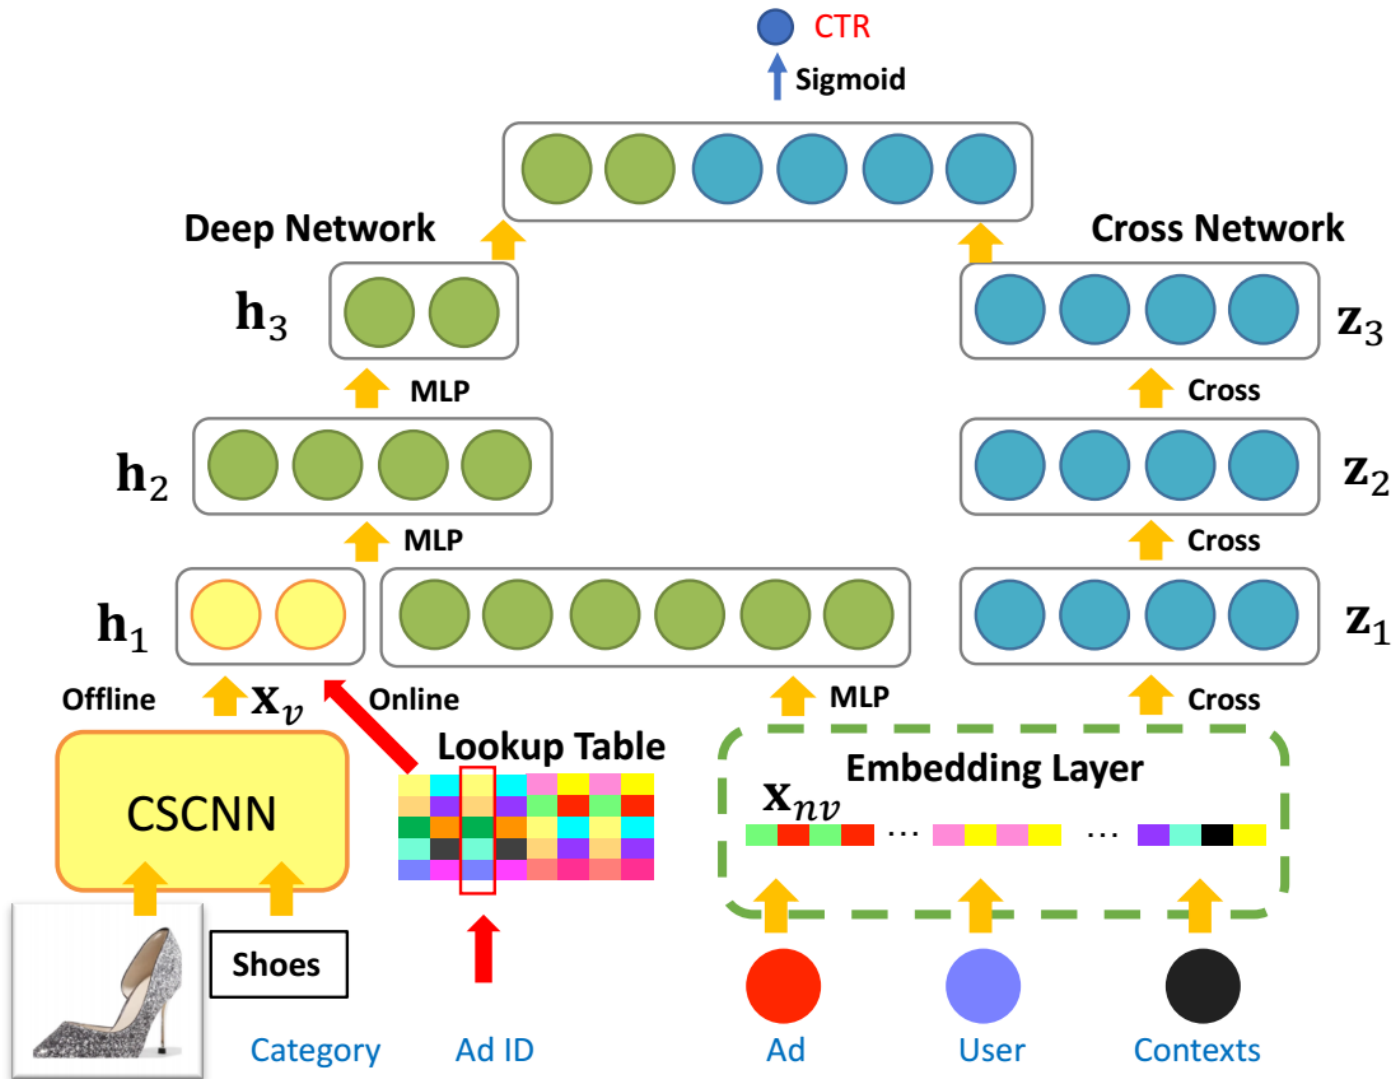 CTR
Sigmoid
Deep Network
Cross Network
h3
z3
MLP
Cross
h2
z2
MLP
Cross
h1
z1
Offline
xv
Online
MLP
Cross
Lookup Table
Embedding Layer
CSCNN
xnv
... ...
Shoes
Category
Ad ID
Ad
User
Contexts